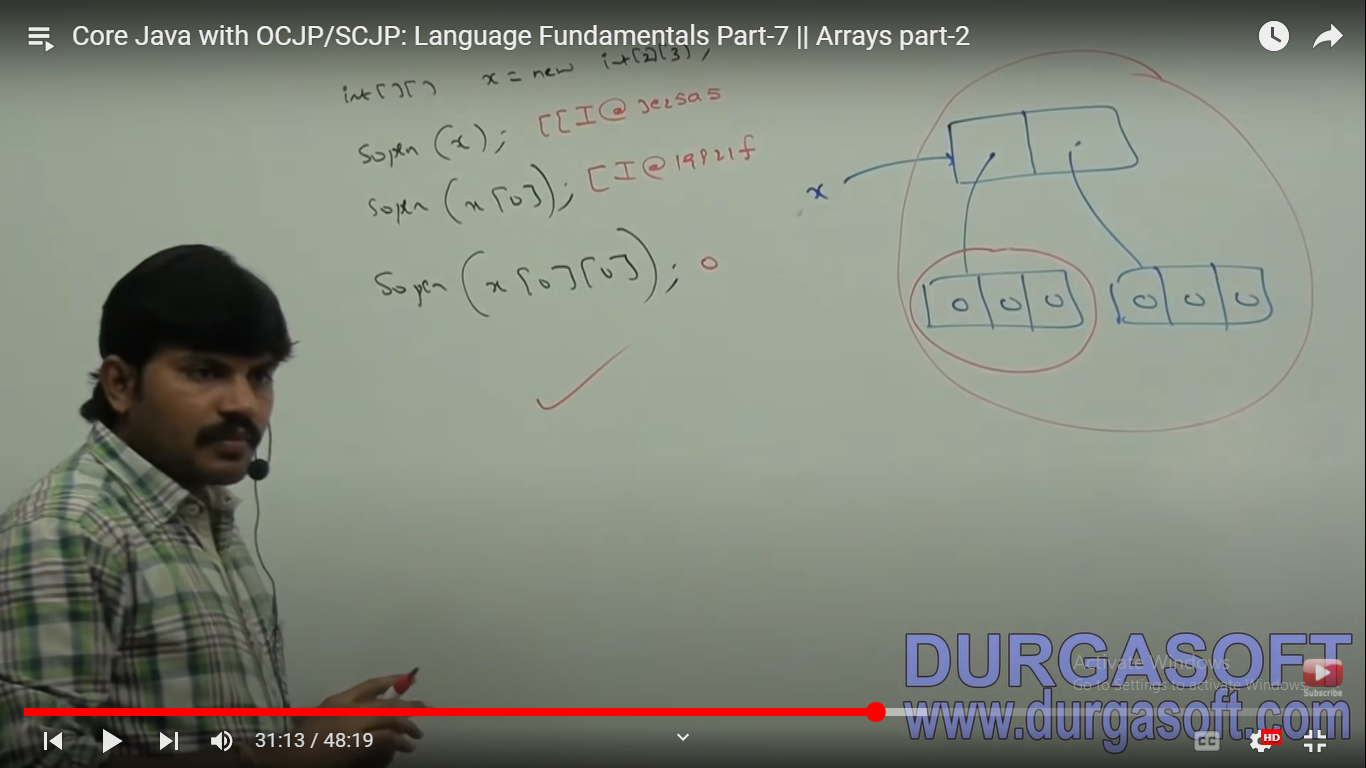 Core Java with OCJP/SCJP: Language Fundamentals Part-7 || Arrays part-2
int[][] x = new int[2][3];
Sopln (x); [[I@3e25a5
Sopln (x[0]); [I@19821f
Sopln (x[0][0]); 0
x
0 0 0 0 0 0
DURGASOFT
Activate Windows
Go to Settings to activate Windows.
Subscribe
www.durgasoft.com
31:13 / 48:19
CC
HD